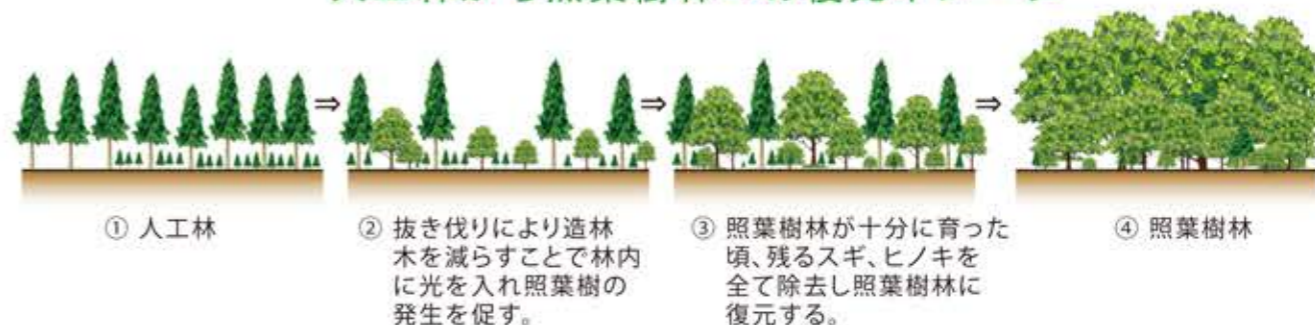 ① 人工林
② 抜き伐りにより造林
木を減らすことで林内
に光を入れ照葉樹の
発生を促す。
③ 照葉樹林が十分に育った
頃、残るスギ、ヒノキを
全て除去し照葉樹林に
復元する。
④ 照葉樹林